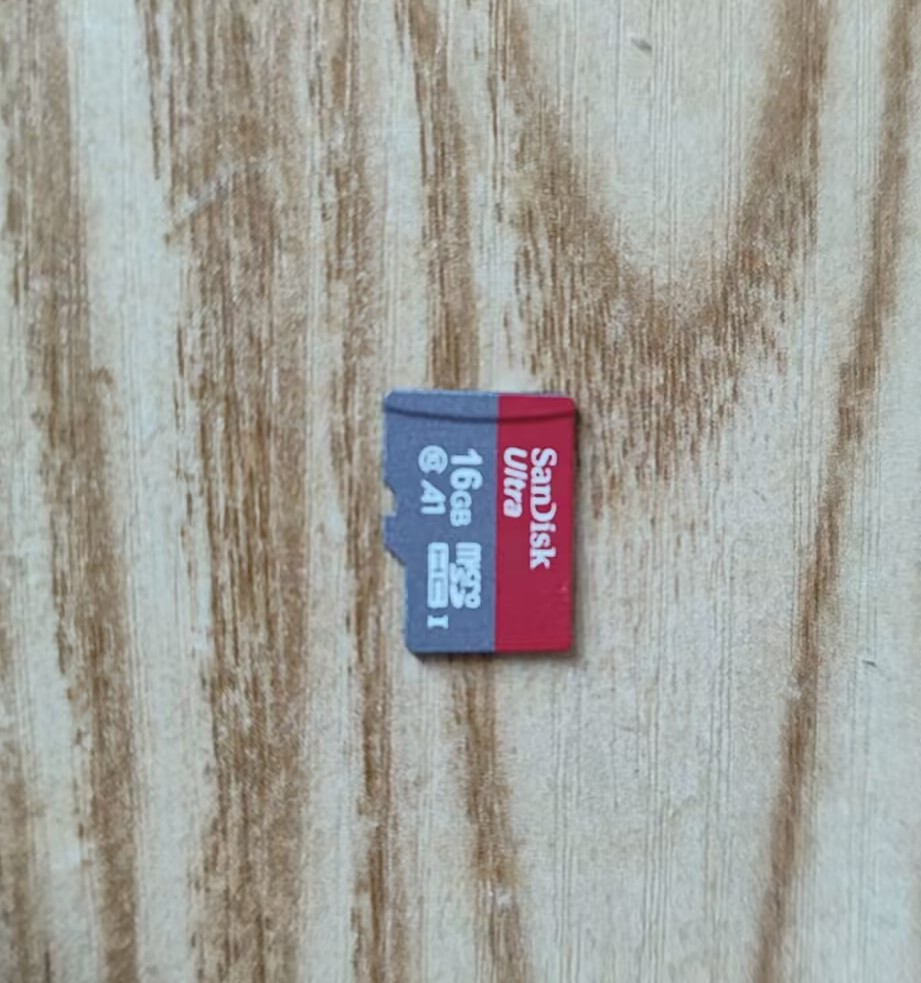 SanDisk
Ultra
16GB micro
SD HC I
A1